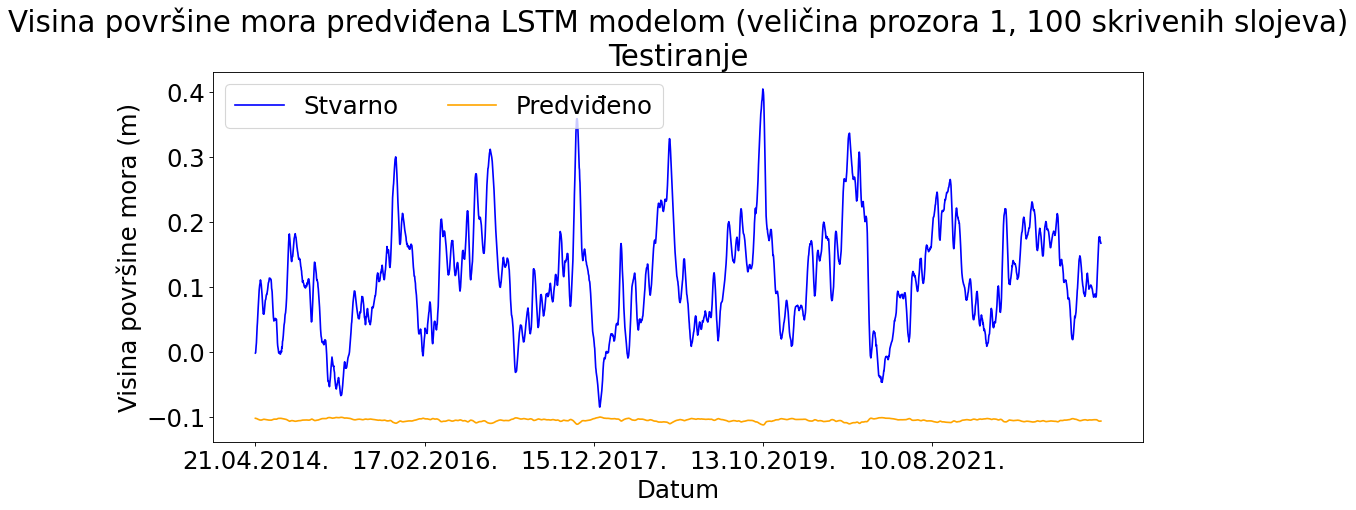 Visina površine mora predviđena LSTM modelom (veličina prozora 1, 100 skrivenih slojeva)
Testiranje
Stvarno
Predviđeno
Visina površine mora (m)
0.4
0.3
0.2
0.1
0.0
−0.1
21.04.2014.
17.02.2016.
15.12.2017.
13.10.2019.
10.08.2021.
Datum